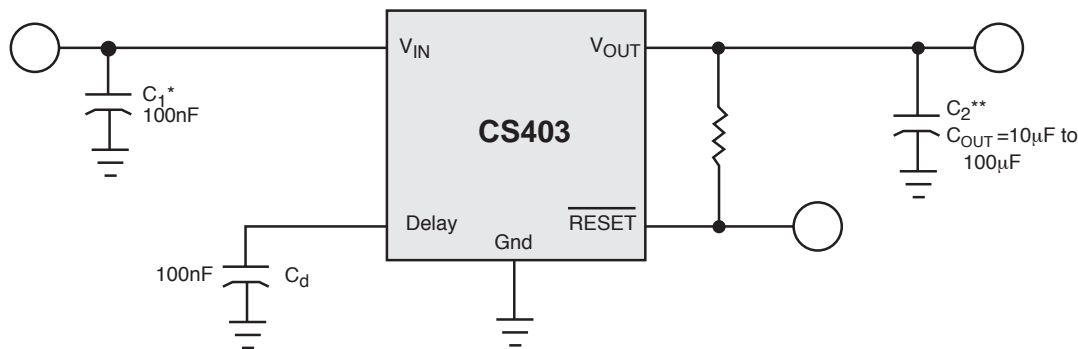 V_IN
V_OUT
C_1*
100nF
CS403
C_2**
C_OUT =10μF to
100μF
Delay
RESET
Gnd
100nF
C_d